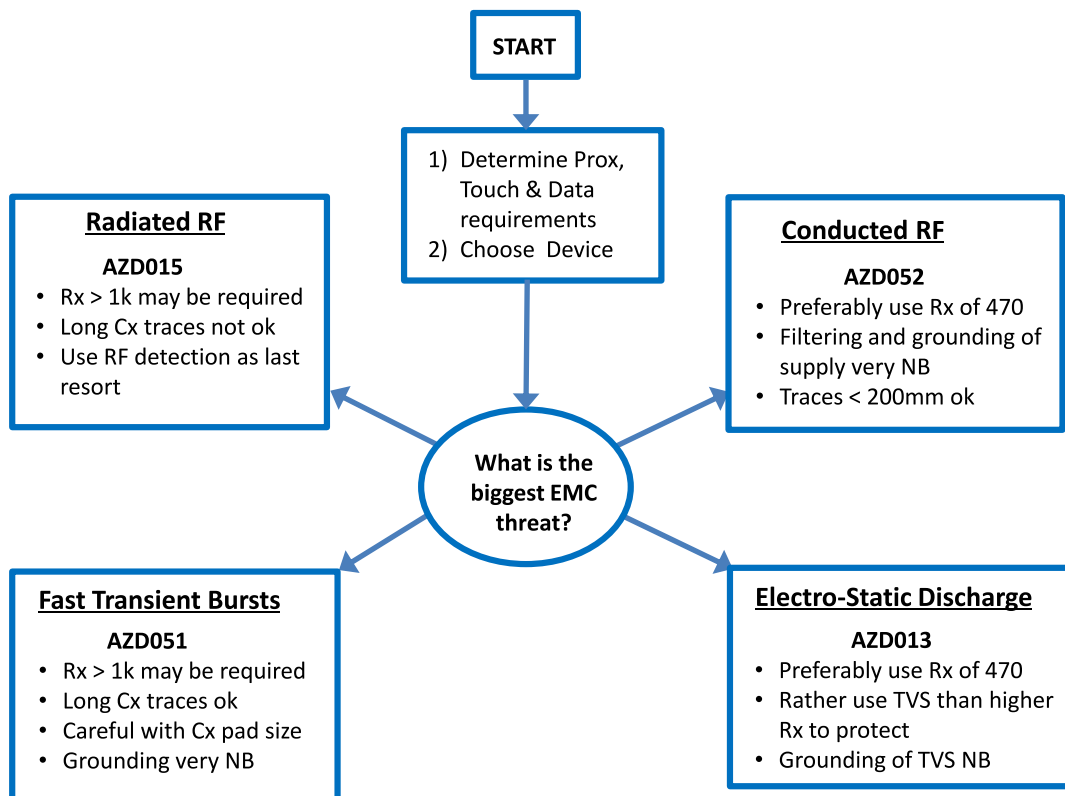 START
1) Determine Prox,
Touch & Data
requirements
2) Choose Device
Radiated RF
AZD015
• Rx > 1k may be required
• Long Cx traces not ok
• Use RF detection as last
resort
Conducted RF
AZD052
• Preferably use Rx of 470
• Filtering and grounding of
supply very NB
• Traces < 200mm ok
What is the
biggest EMC
threat?
Fast Transient Bursts
AZD051
• Rx > 1k may be required
• Long Cx traces ok
• Careful with Cx pad size
• Grounding very NB
Electro-Static Discharge
AZD013
• Preferably use Rx of 470
• Rather use TVS than higher
Rx to protect
• Grounding of TVS NB